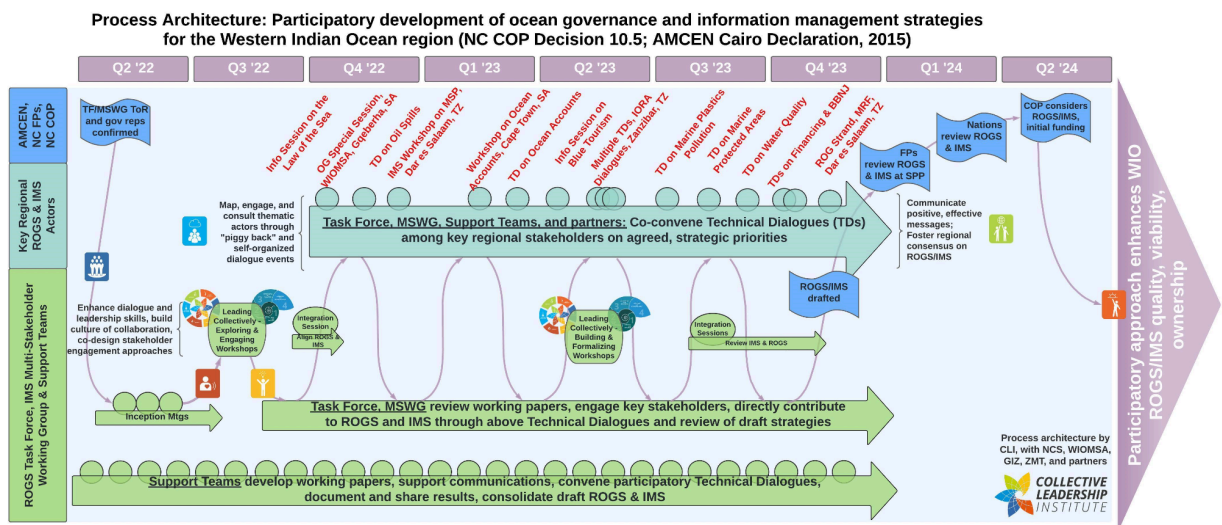 Process Architecture: Participatory development of ocean governance and information management strategies
for the Western Indian Ocean region (NC COP Decision 10.5; AMCEN Cairo Declaration, 2015)
Q2 '22
Q3 '22
Q4 '22
Q1 '23
Q2 '23
Q3 '23
Q4 '23
Q1 '24
Q2 '24
AMCEN,
NC FPs,
NC COP
TF/MSWG ToR
and gov reps
confirmed
Info Session on the
Law of the Sea
OG Special Session,
WIOMSA, Gqeberha, SA
TD on Oil Spills
IMS Workshop on MSP,
Dar es Salaam, TZ
Workshop on Ocean
Accounts, Cape Town, SA
TD on Ocean Accounts
Info Session on
Blue Tourism
Multiple TDs, IORA
Dialogues, Zanzibar, TZ
TD on Marine Plastics
Pollution
TD on Marine
Protected Areas
TD on Water Quality
TDs on Financing & BBNJ
ROG Strand, MRF,
Dar es Salaam, TZ
FPs
review ROGS
& IMS at SPP
Nations
review ROGS
& IMS
COP considers
ROGS/IMS,
initial funding
Key Regional
ROGS & IMS
Actors
Map, engage, and
consult thematic
actors through
"piggy back" and
self-organized
dialogue events
Task Force, MSWG, Support Teams, and partners: Co-convene Technical Dialogues (TDs)
among key regional stakeholders on agreed, strategic priorities
Communicate
positive, effective
messages;
Foster regional
consensus on
ROGS/IMS
ROGS/IMS
drafted
ROGS Task Force, IMS Multi-Stakeholder
Working Group & Support Teams
Enhance dialogue and
leadership skills, build
culture of collaboration,
co-design stakeholder
engagement approaches
Leading
Collectively -
Exploring &
Engaging
Workshops
Integration
Session
Align ROGS &
IMS
Leading
Collectively -
Building &
Formalizing
Workshops
Integration
Sessions
Review IMS & ROGS
Inception Mtgs
Task Force, MSWG review working papers, engage key stakeholders, directly contribute
to ROGS and IMS through above Technical Dialogues and review of draft strategies
Support Teams develop working papers, support communications, convene participatory Technical Dialogues,
document and share results, consolidate draft ROGS & IMS
Process architecture by
CLI, with NCS, WIOMSA,
GIZ, ZMT, and partners
COLLECTIVE
LEADERSHIP
INSTITUTE
Participatory approach enhances WIO
ROGS/IMS quality, viability,
ownership